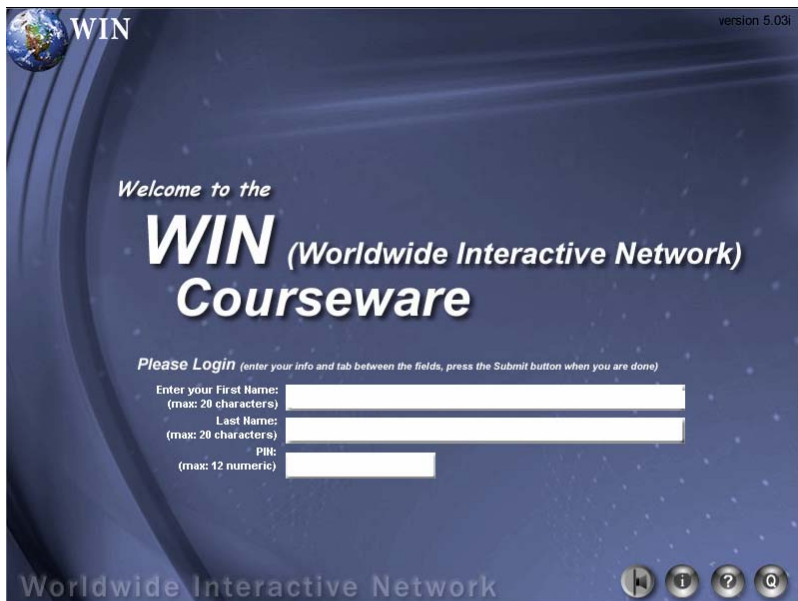 WIN
version 5.03i
Welcome to the
WIN (Worldwide Interactive Network)
Courseware
Please Login (enter your info and tab between the fields, press the Submit button when you are done)
Enter your First Name:
(max: 20 characters)
Last Name:
(max: 20 characters)
PIN:
(max: 12 numeric)
Worldwide Interactive Network
i
?
Q